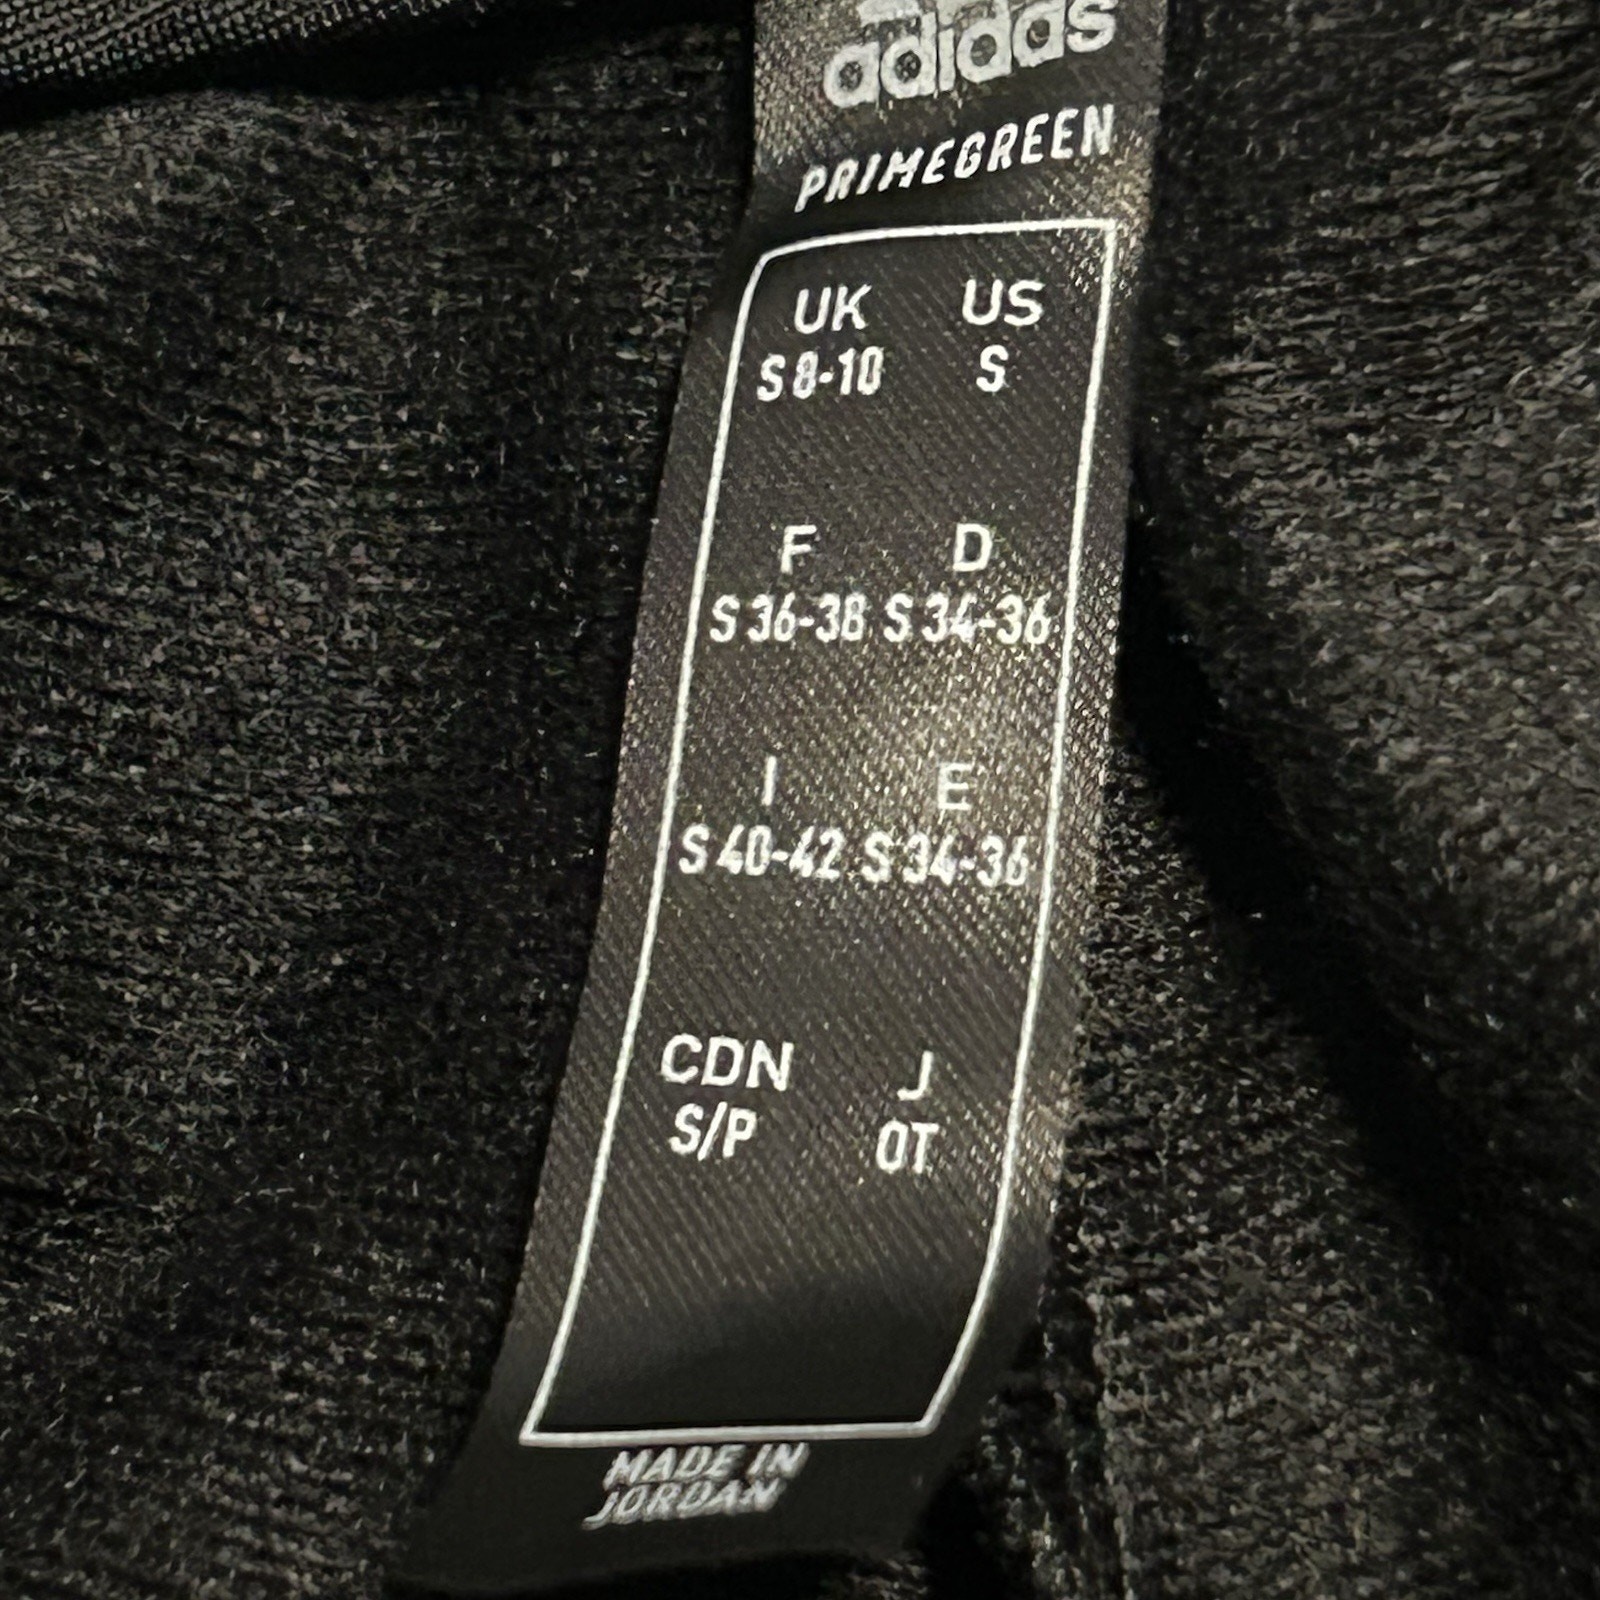 adidas
PRIMEGREEN
UK US
S 8-10 S
F D
S 36-38 S 34-36
I E
S 40-42 S 34-36
CDN J
S/P OT
MADE IN
JORDAN